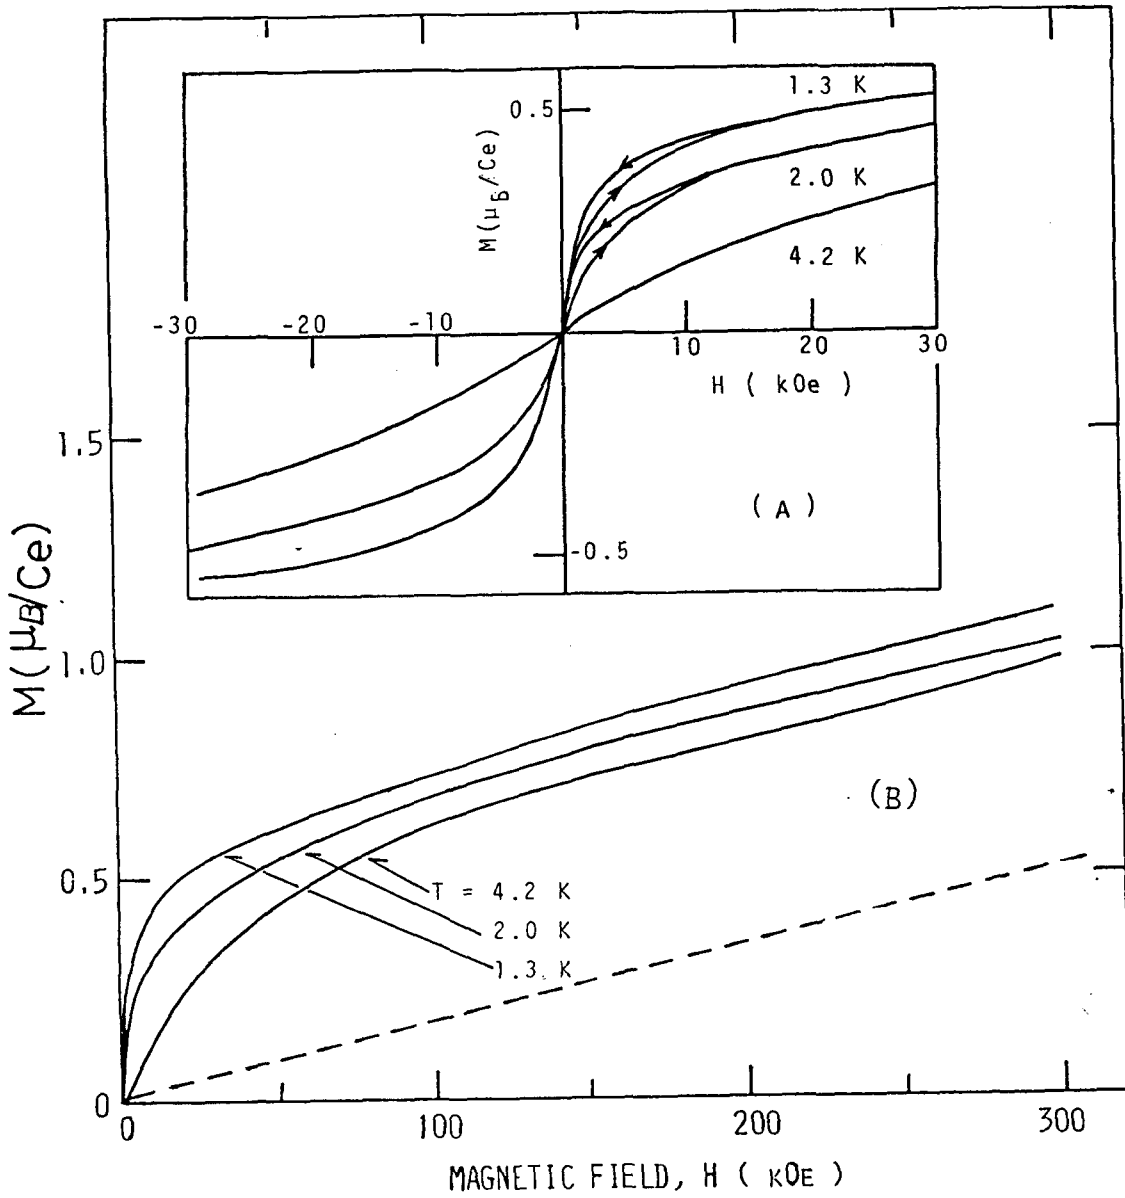 1.3 K
0.5
M(μB/Ce)
2.0 K
4.2 K
-30 -20 -10
10 20 30
H ( kOe )
(A)
-0.5
1.5
1.0
0.5
0
M(μB/Ce)
(B)
T = 4.2 K
2.0 K
1.3 K
0 100 200 300
MAGNETIC FIELD, H ( kOe )